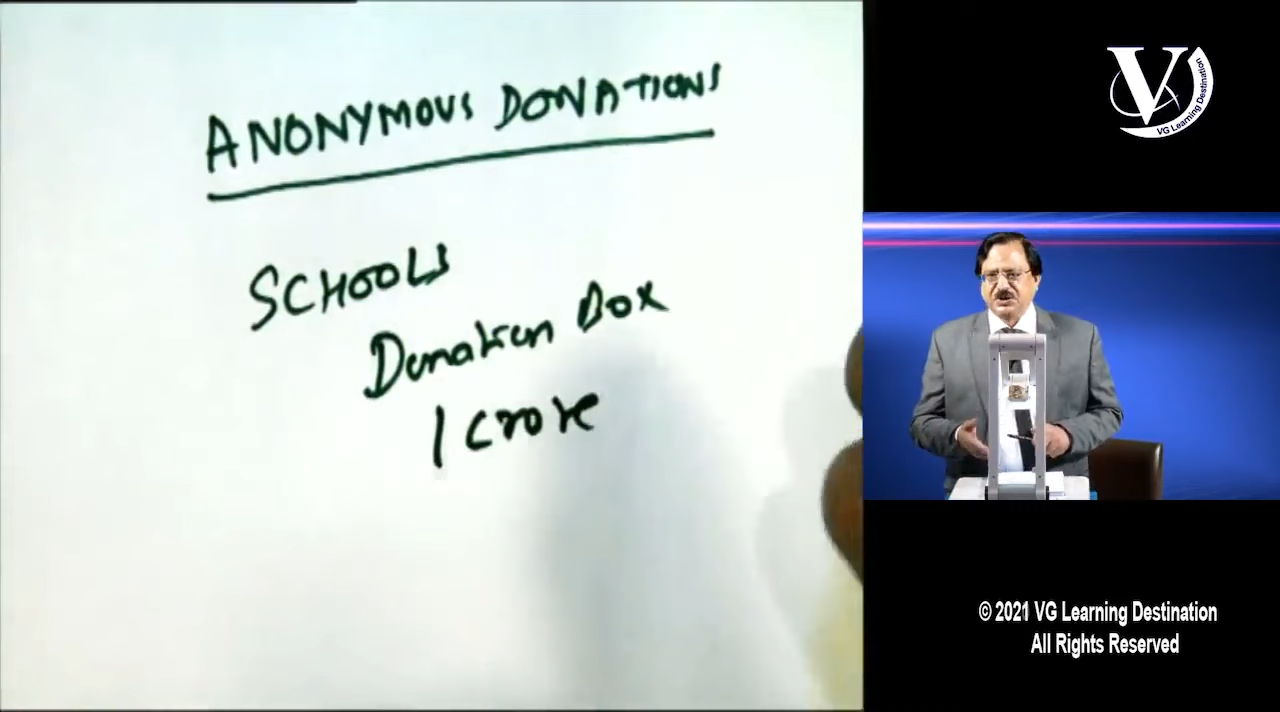 ANONYMOUS DONATIONS
SCHOOLS
Donation Box
1 crore
V
VG Learning Destination
© 2021 VG Learning Destination
All Rights Reserved